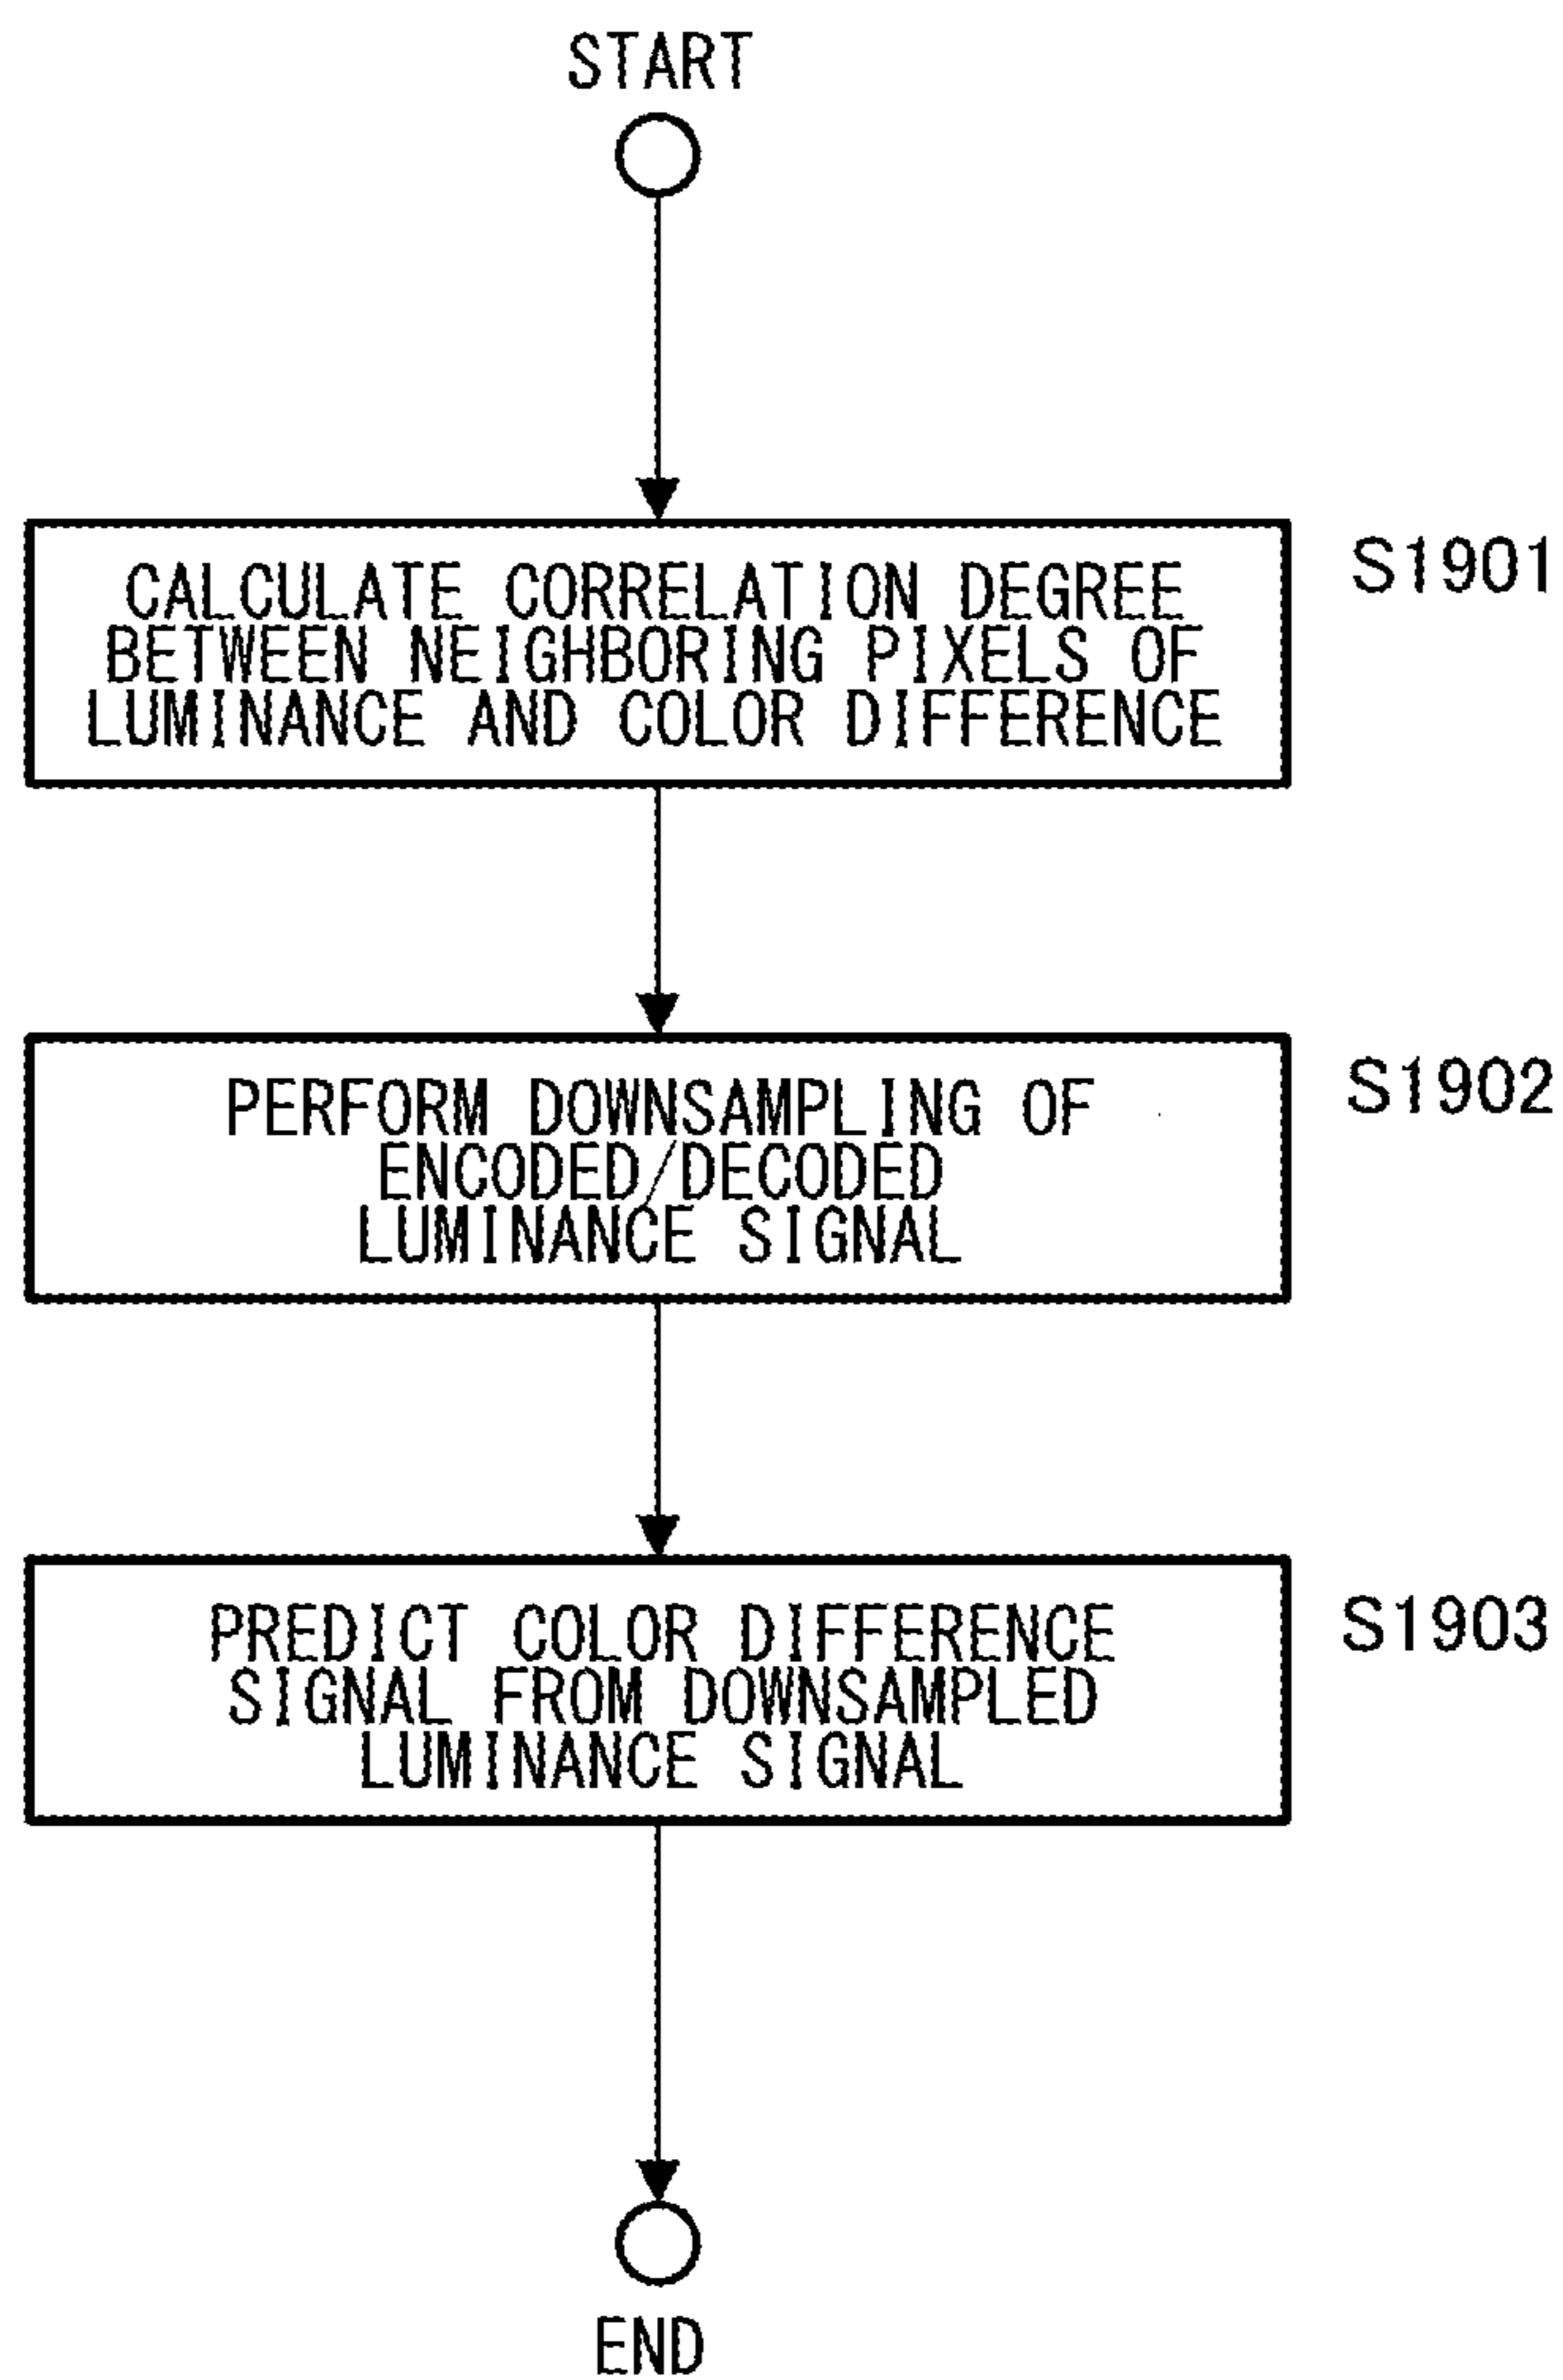 START
CALCULATE CORRELATION DEGREE
BETWEEN NEIGHBORING PIXELS OF
LUMINANCE AND COLOR DIFFERENCE
S1901
PERFORM DOWNSAMPLING OF
ENCODED/DECODED
LUMINANCE SIGNAL
S1902
PREDICT COLOR DIFFERENCE
SIGNAL FROM DOWNSAMPLED
LUMINANCE SIGNAL
S1903
END